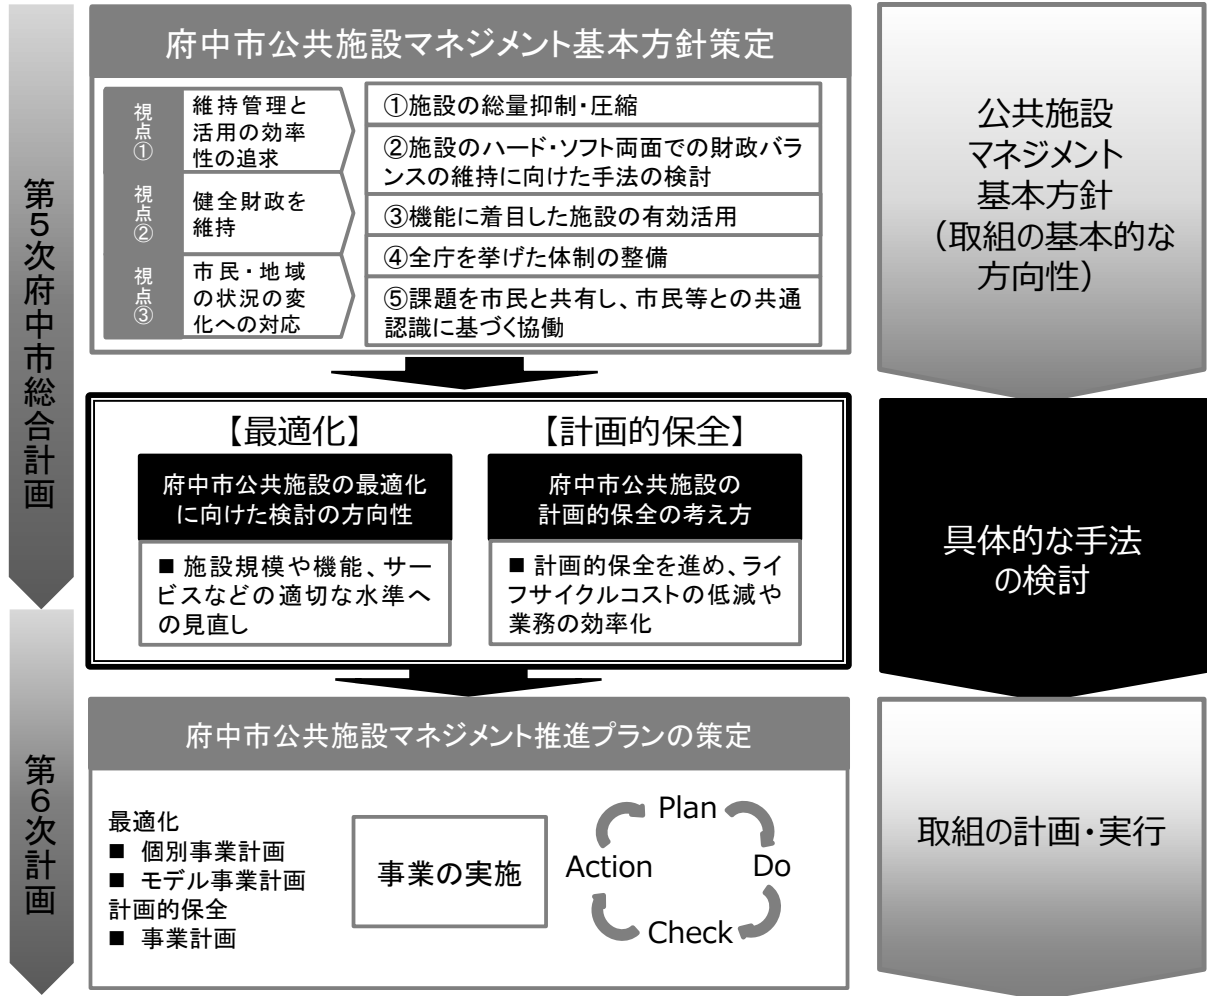 第5次府中市総合計画
府中市公共施設マネジメント基本方針策定
視点①
維持管理と
活用の効率
性の追求
視点②
健全財政を
維持
視点③
市民・地域
の状況の変
化への対応
①施設の総量抑制・圧縮
②施設のハード・ソフト両面での財政バラ
ンスの維持に向けた手法の検討
③機能に着目した施設の有効活用
④全庁を挙げた体制の整備
⑤課題を市民と共有し、市民等との共通
認識に基づく協働
公共施設
マネジメント
基本方針
（取組の基本的な
方向性）
【最適化】
府中市公共施設の最適化
に向けた検討の方向性
■ 施設規模や機能、サー
ビスなどの適切な水準へ
の見直し
【計画的保全】
府中市公共施設の
計画的保全の考え方
■ 計画的保全を進め、ライ
フサイクルコストの低減や
業務の効率化
具体的な手法
の検討
第6次計画
府中市公共施設マネジメント推進プランの策定
最適化
■ 個別事業計画
■ モデル事業計画
計画的保全
■ 事業計画
事業の実施
Plan
Do
Check
Action
取組の計画・実行